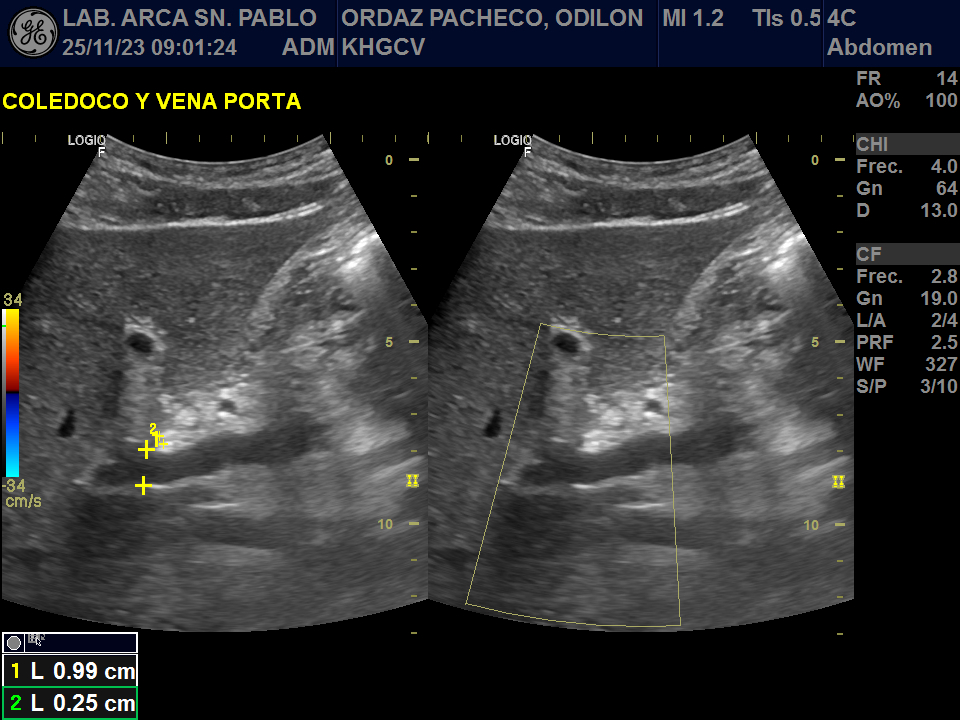 LAB. ARCA SN. PABLO ORDAZ PACHECO, ODILON MI 1.2 TIs 0.5 4C
25/11/23 09:01:24 ADM KHGCV Abdomen
COLEDOCO Y VENA PORTA
FR 14
AO% 100
LOGIQ
F
LOGIQ
F
CHI
Frec. 4.0
Gn 64
D 13.0
CF
Frec. 2.8
Gn 19.0
L/A 2/4
PRF 2.5
WF 327
S/P 3/10
0
5
10
0
5
10
34
-34
cm/s
2
1
1 L 0.99 cm
2 L 0.25 cm